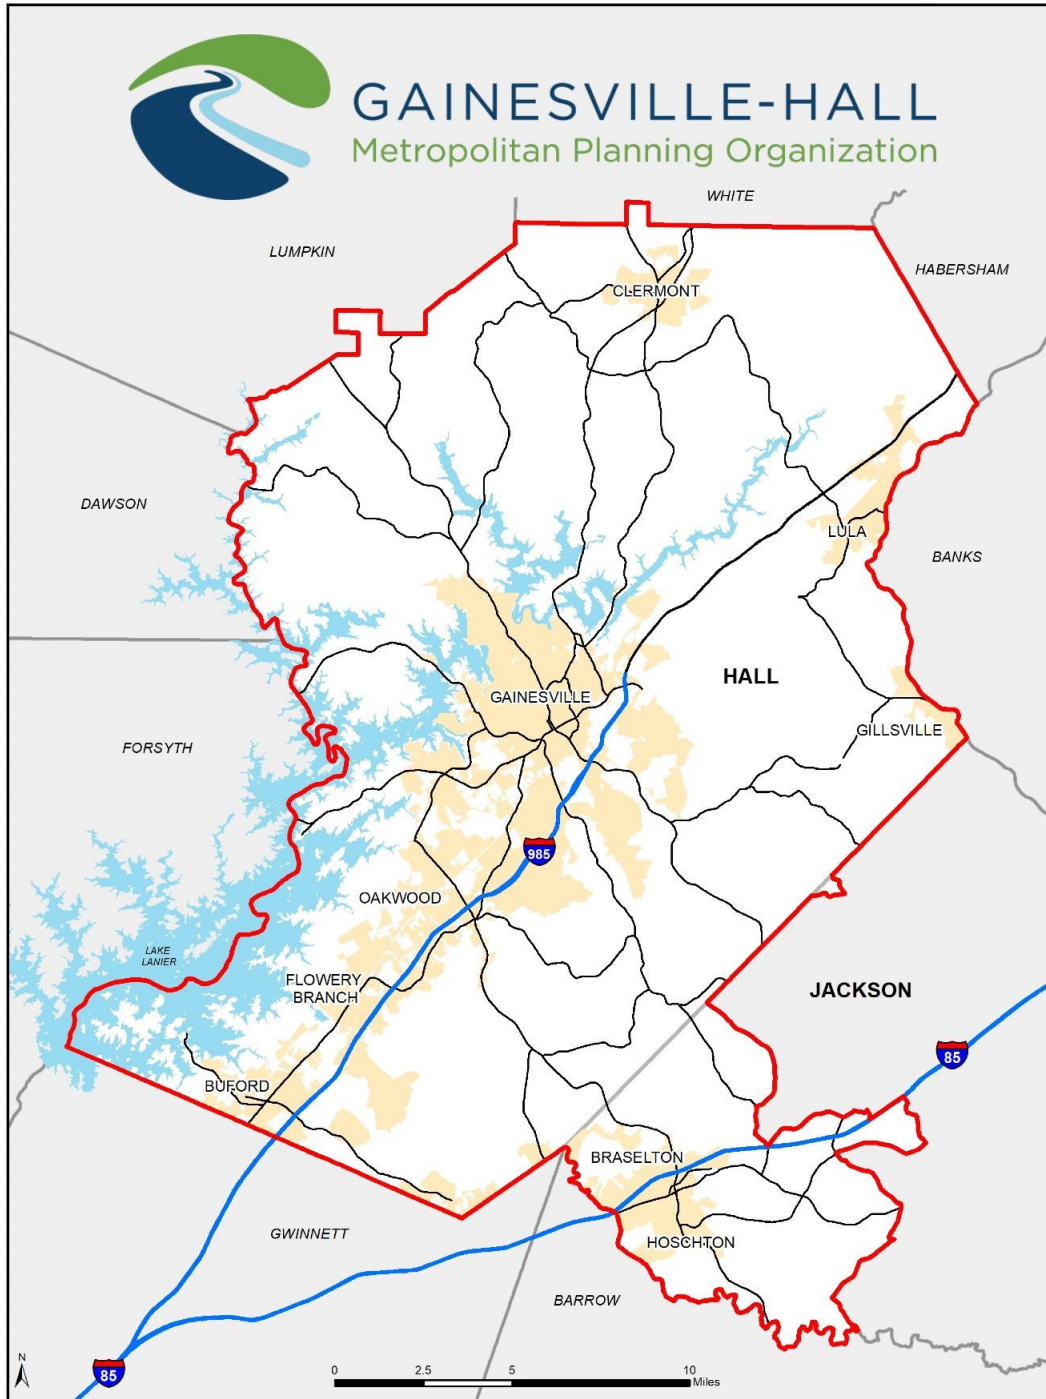 GAINESVILLE-HALL
Metropolitan Planning Organization
WHITE
LUMPKIN
HABERSHAM
CLERMONT
DAWSON
LULA
BANKS
HALL
GAINESVILLE
GILLSVILLE
FORSYTH
985
OAKWOOD
LAKE
LANIER
FLOWERY
BRANCH
JACKSON
85
BUFORD
BRASELTON
GWINNETT
HOSCHTON
BARROW
N
85
0 2.5 5 10
Miles